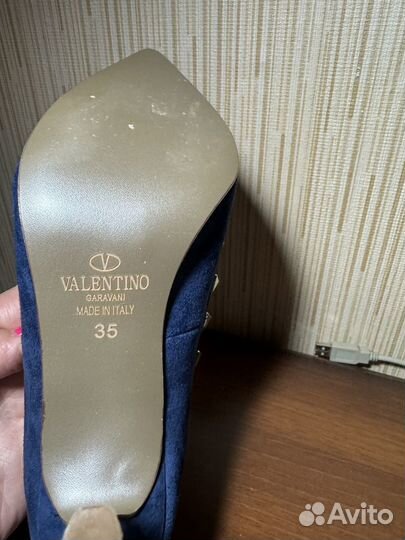 V
VALENTINO
GARAVANI
MADE IN ITALY
35
Avito